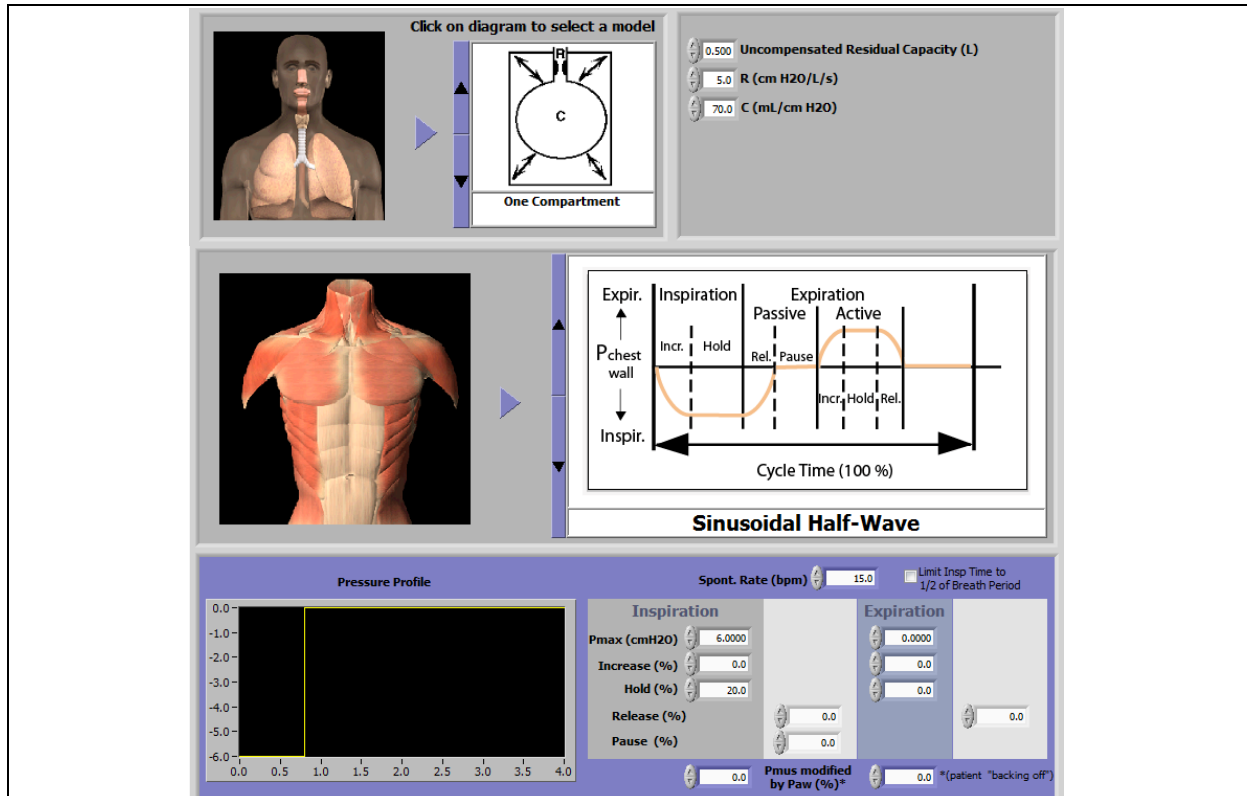 Click on diagram to select a model
R
C
One Compartment
0.500 Uncompensated Residual Capacity (L)
5.0 R (cm H2O/L/s)
70.0 C (mL/cm H2O)
Expir. Inspiration Expiration
Passive Active
Incr. Hold Rel. Pause
Pchest wall
Incr. Hold Rel.
Inspir.
Cycle Time (100 %)
Sinusoidal Half-Wave
Pressure Profile
Spont. Rate (bpm) 15.0 Limit Insp Time to
1/2 of Breath Period
0.0
-1.0
-2.0
-3.0
-4.0
-5.0
-6.0
0.0 0.5 1.0 1.5 2.0 2.5 3.0 3.5 4.0
Inspiration Expiration
Pmax (cmH2O) 6.0000 0.0000
Increase (%) 0.0 0.0
Hold (%) 20.0 0.0
Release (%) 0.0 0.0
Pause (%) 0.0
0.0 Pmus modified 0.0 *(patient "backing off")
by Paw (%)*